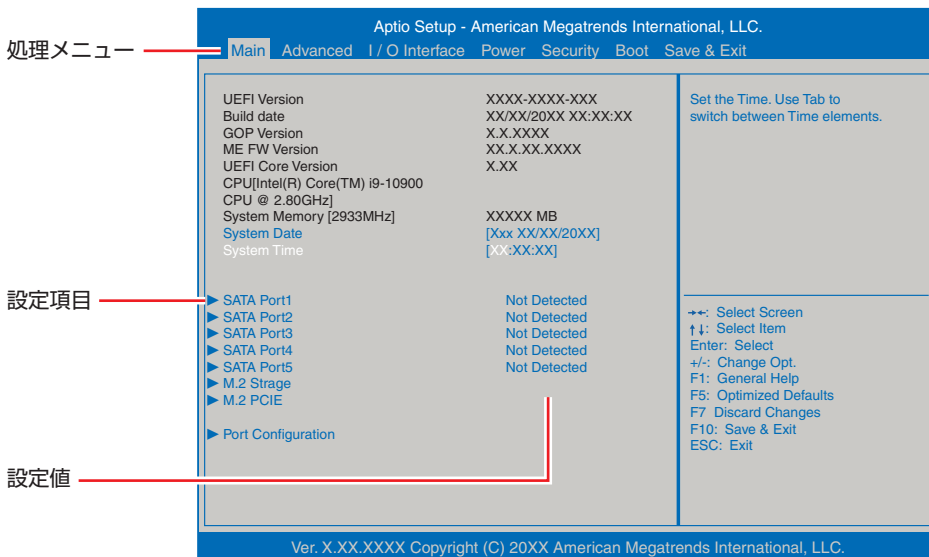 Aptio Setup - American Megatrends International, LLC.
処理メニュー
Main Advanced I / O Interface Power Security Boot Save & Exit
UEFI Version XXXX-XXXX-XXX
Build date XX/XX/20XX XX:XX:XX
GOP Version X.X.XXXX
ME FW Version XX.X.XX.XXXX
UEFI Core Version X.XX
CPU[Intel(R) Core(TM) i9-10900
CPU @ 2.80GHz]
System Memory [2933MHz] XXXXX MB
System Date [Xxx XX/XX/20XX]
System Time [XX:XX:XX]
設定項目
▶ SATA Port1 Not Detected
▶ SATA Port2 Not Detected
▶ SATA Port3 Not Detected
▶ SATA Port4 Not Detected
▶ SATA Port5 Not Detected
▶ M.2 Strage
▶ M.2 PCIE
▶ Port Configuration
設定値
Set the Time. Use Tab to
switch between Time elements.
→←: Select Screen
↑↓: Select Item
Enter: Select
+/-: Change Opt.
F1: General Help
F5: Optimized Defaults
F7 Discard Changes
F10: Save & Exit
ESC: Exit
Ver. X.XX.XXXX Copyright (C) 20XX American Megatrends International, LLC.